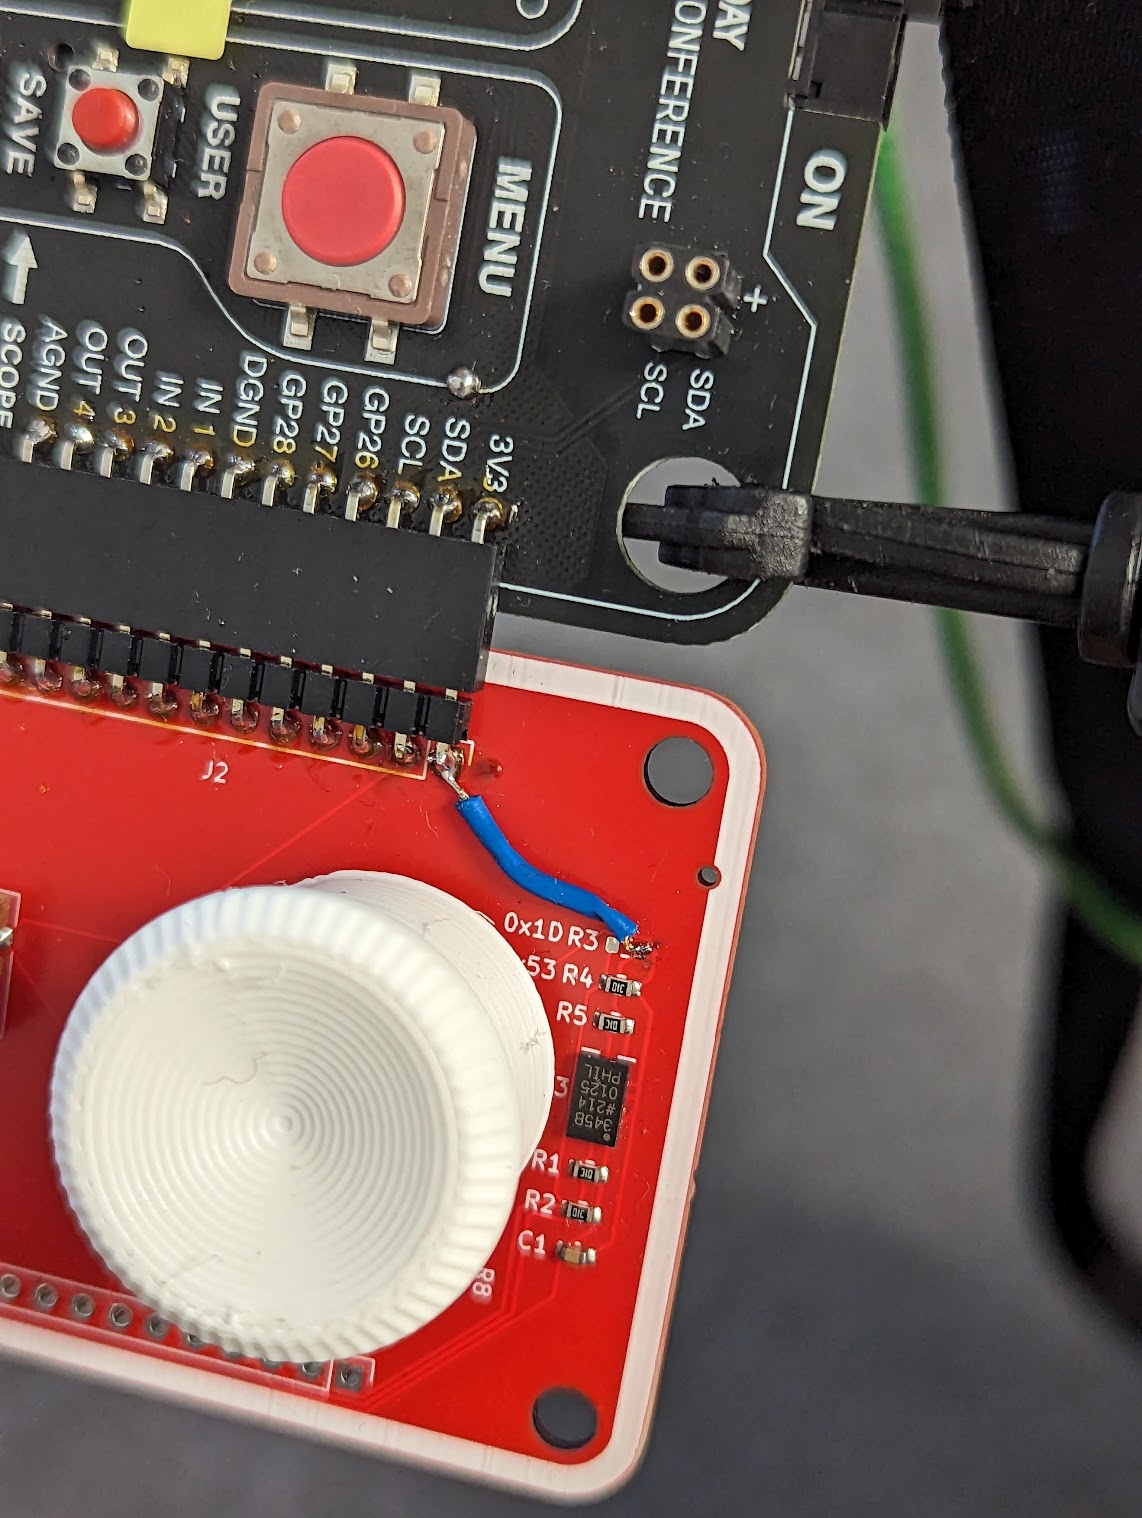 DAY
CONFERENCE
SAVE
USER
MENU
ON
+
SCL
SDA
SCOPE
AGND
OUT 4
OUT 3
IN 2
IN 1
DGND
GP28
GP27
GP26
SCL
SDA
3V3
J2
0x1D R3
x53 R4
01C
R5
01C
3
345B
#214
0125
PHIL
R1
01C
R2
01C
C1
R8